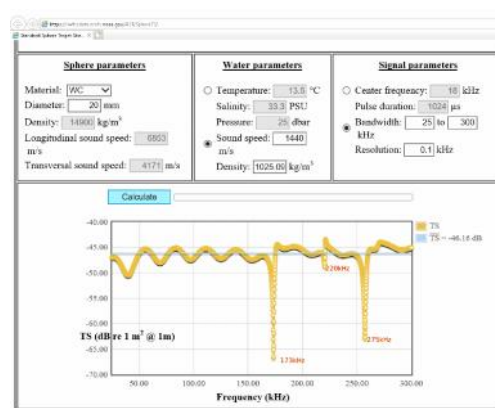 Standard Sphere Target Stre...
Sphere parameters
Material: WC
Diameter: 20 mm
Density: 14900 kg/m³
Longitudinal sound speed: 6853
m/s
Transversal sound speed: 4171 m/s
Water parameters
Temperature: 13.5 °C
Salinity: 33.3 PSU
Pressure: 25 dbar
Sound speed: 1440
m/s
Density: 1025.09 kg/m³
Signal parameters
Center frequency: 18 kHz
Pulse duration: 1024 µs
Bandwidth: 25 to 300
kHz
Resolution: 0.1 kHz
Calculate
-40.00
-45.00
-50.00
-55.00
-60.00
-65.00
-70.00
TS (dB re 1 m² @ 1m)
TS
TS = -46.16 dB
220kHz
173kHz
275kHz
50.00 100.00 150.00 200.00 250.00 300.00
Frequency (kHz)